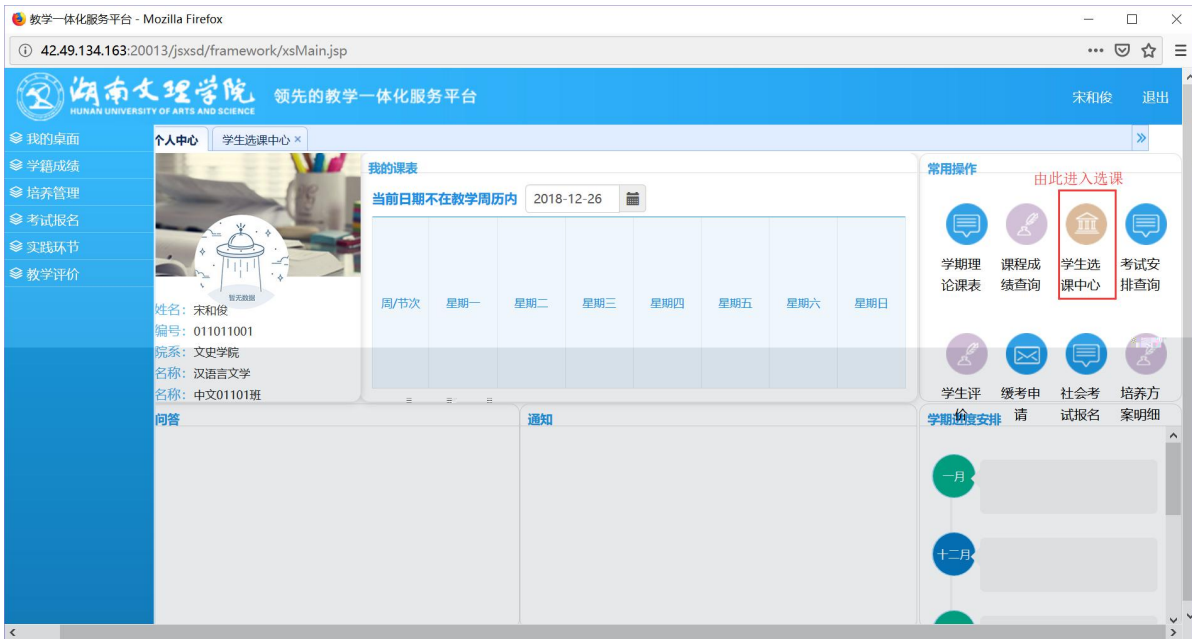 教学一体化服务平台 - Mozilla Firefox
42.49.134.163:20013/jsxsd/framework/xsMain.jsp
湖南文理学院
HUNAN UNIVERSITY OF ARTS AND SCIENCE
领先的教学一体化服务平台
宋和俊 退出
我的桌面
学籍成绩
培养管理
考试报名
实践环节
教学评价
个人中心 学生选课中心 ×
暂无数据
姓名：宋和俊
编号：011011001
院系：文史学院
名称：汉语言文学
名称：中文01101班
我的课表
当前日期不在教学周历内 2018-12-26
周/节次 星期一 星期二 星期三 星期四 星期五 星期六 星期日
常用操作
由此进入选课
学期理论课表
课程成绩查询
学生选课中心
考试安排查询
学生评价
缓考申请
社会考试报名
培养方案明细
问答
通知
学期进度安排
一月
十二月